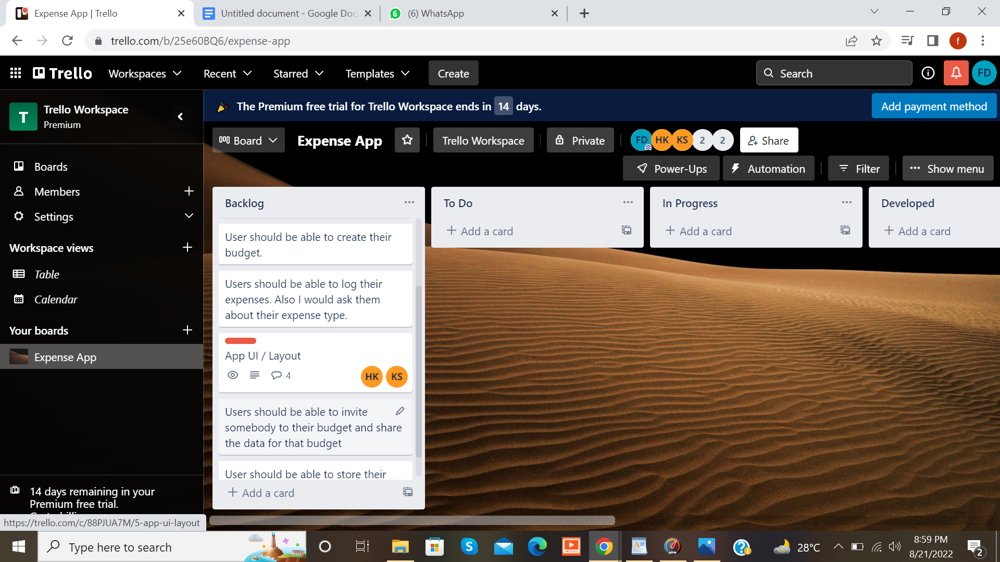 Expense App | Trello
Untitled document - Google Doc
6
(6) WhatsApp
trello.com/b/25e60BQ6/expense-app
f
Trello
Workspaces
Recent
Starred
Templates
Create
Search
FD
T
Trello Workspace
Premium
The Premium free trial for Trello Workspace ends in 14 days.
Add payment method
Board
Expense App
Trello Workspace
Private
FD
HK
KS
2
2
Share
Power-Ups
Automation
Filter
Show menu
Boards
Members
Settings
Workspace views
Table
Calendar
Your boards
Expense App
14 days remaining in your
Premium free trial.
https://trello.com/c/88PJUA7M/5-app-ui-layout
Backlog
User should be able to create their
budget.
Users should be able to log their
expenses. Also I would ask them
about their expense type.
App UI / Layout
4
HK
KS
Users should be able to invite
somebody to their budget and share
the data for that budget
User should be able to store their
Add a card
To Do
Add a card
In Progress
Add a card
Developed
Add a card
Type here to search
28°C
8:59 PM
8/21/2022
2